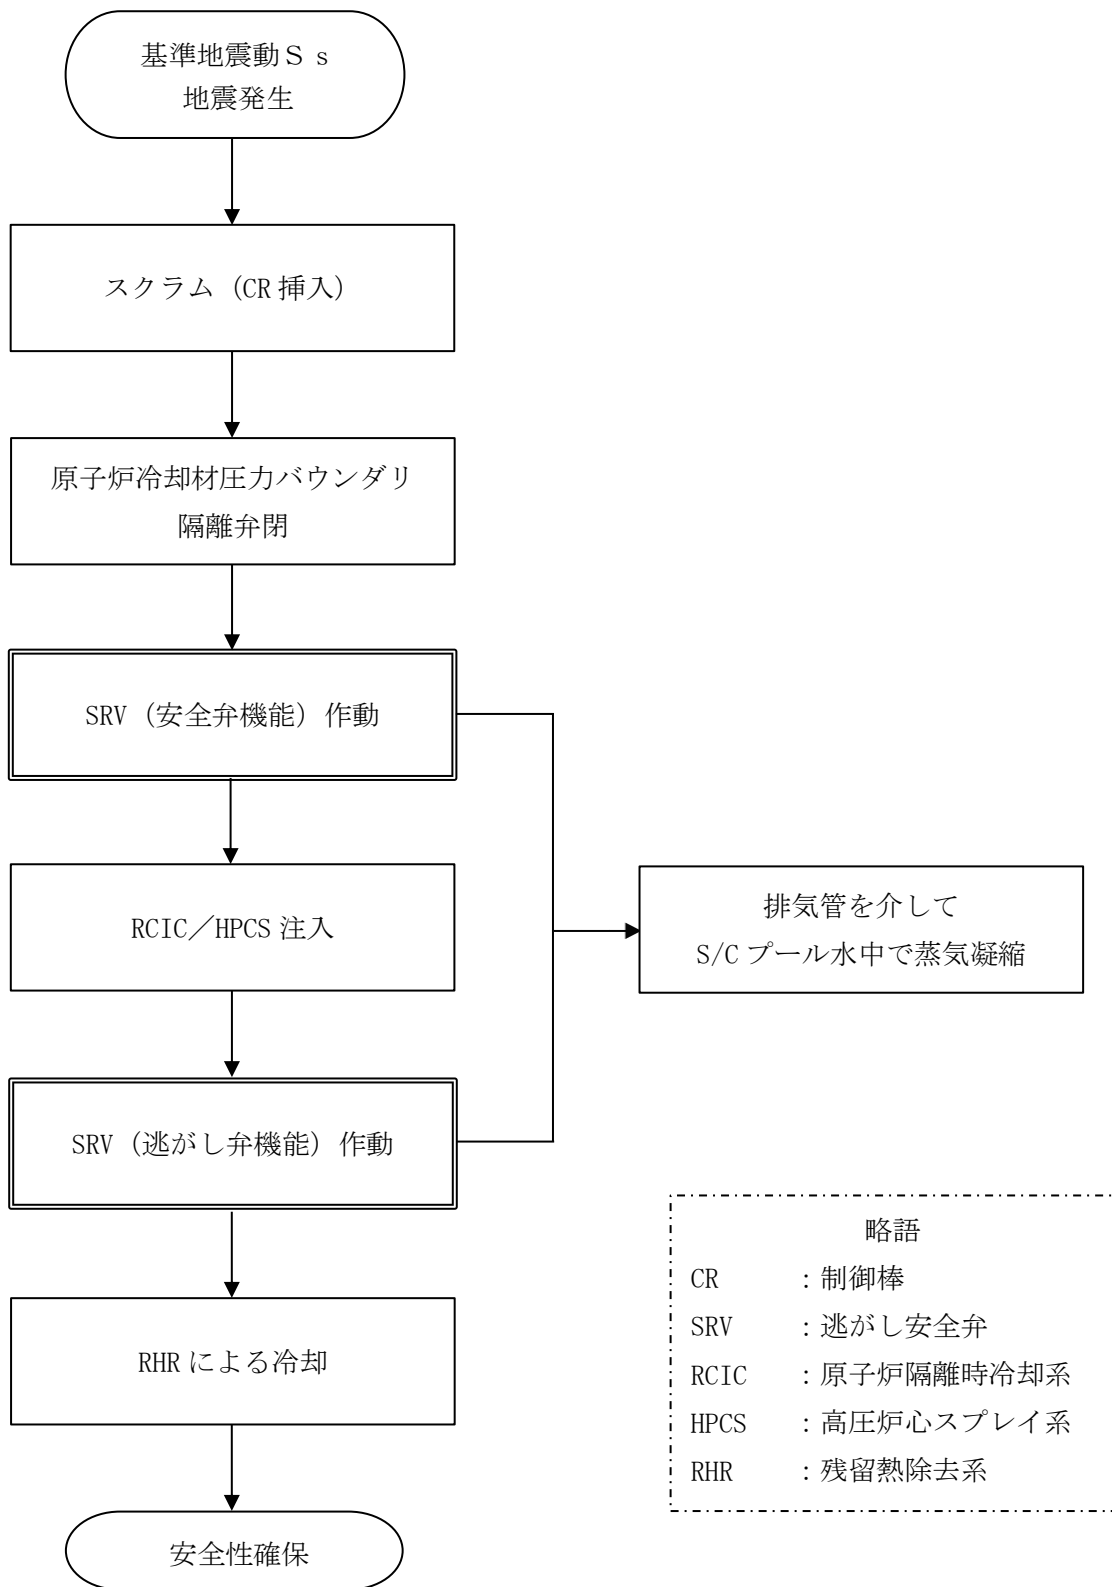 基準地震動Ｓｓ
地震発生
スクラム（CR 挿入）
原子炉冷却材圧力バウンダリ
隔離弁閉
SRV（安全弁機能）作動
RCIC／HPCS 注入
排気管を介して
S/C プール水中で蒸気凝縮
SRV（逃がし弁機能）作動
RHR による冷却
安全性確保
略語
CR ：制御棒
SRV ：逃がし安全弁
RCIC ：原子炉隔離時冷却系
HPCS ：高圧炉心スプレイ系
RHR ：残留熱除去系